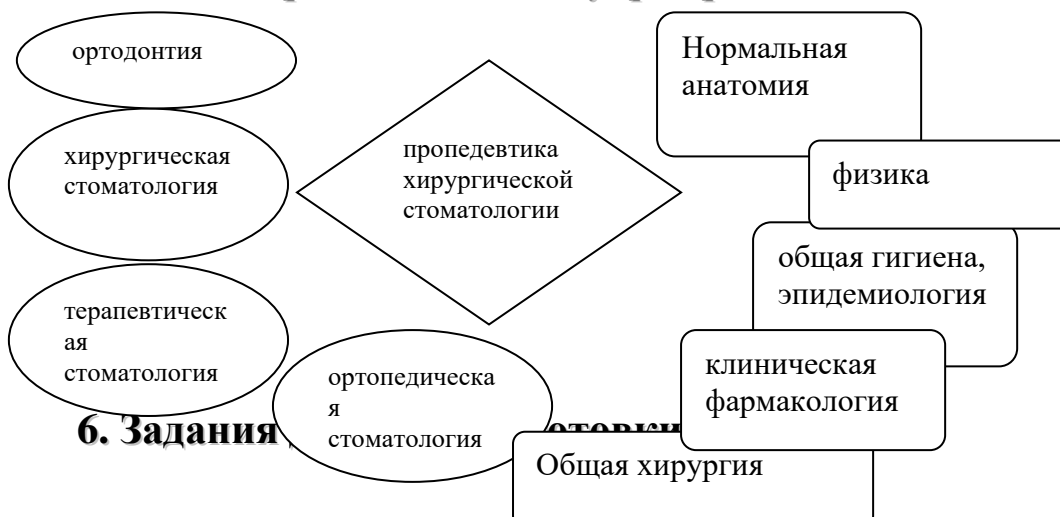 ортодонтия
хирургическая
стоматология
терапевтическ
ая
стоматология
пропедевтика
хирургической
стоматологии
ортопедическа
я
стоматология
Нормальная
анатомия
физика
общая гигиена,
эпидемиология
клиническая
фармакология
Общая хирургия
6. Задания